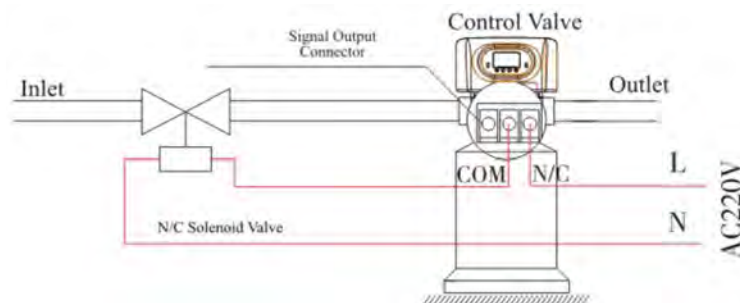 Control Valve
Signal Output
Connector
Inlet
Outlet
COM
N/C
L
N/C Solenoid Valve
N
AC220V